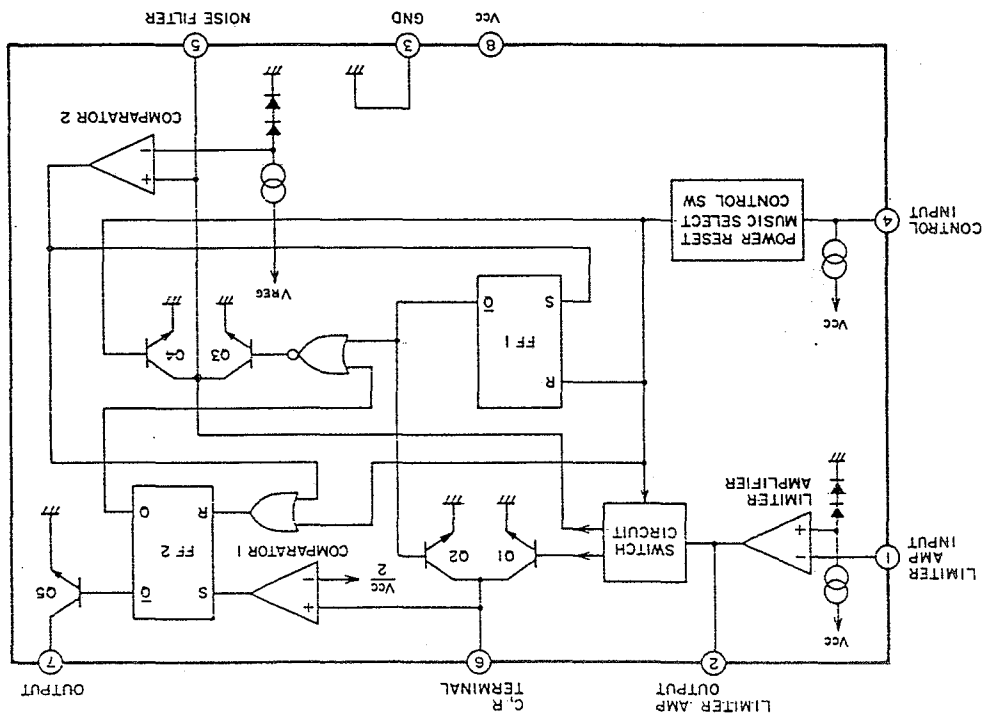 Vcc
8
GND
3
NOISE FILTER
5
COMPARATOR 2
−
+
CONTROL
INPUT
4
POWER RESET
MUSIC SELECT
CONTROL SW
VREG
Vcc
S
Q̅
FF 1
R
Q3
Q4
LIMITER
AMPLIFIER
SWITCH
CIRCUIT
Q1
Q2
COMPARATOR 1
R
Q
FF 2
S
Q̅
Q5
LIMITER
AMP
INPUT
1
+
−
Vcc
Vcc
2
−
+
2
6
7
LIMITER AMP
OUTPUT
C,R
TERMINAL
OUTPUT